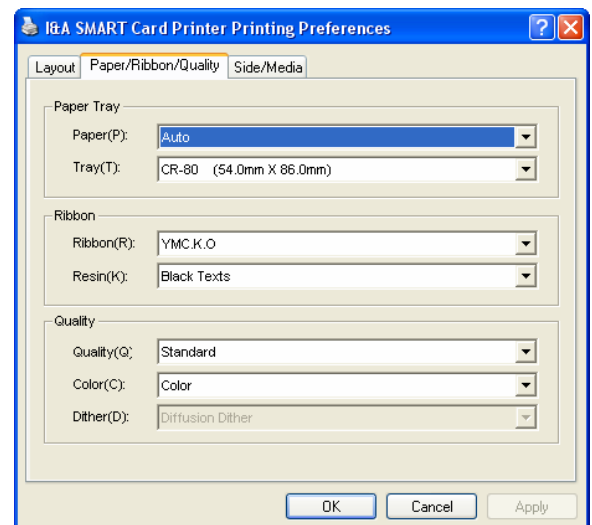 I&A SMART Card Printer Printing Preferences
Layout Paper/Ribbon/Quality Side/Media
Paper Tray
Paper(P): Auto
Tray(T): CR-80 (54.0mm X 86.0mm)
Ribbon
Ribbon(R): YMC.K.O
Resin(K): Black Texts
Quality
Quality(Q) Standard
Color(C): Color
Dither(D): Diffusion Dither
OK Cancel Apply